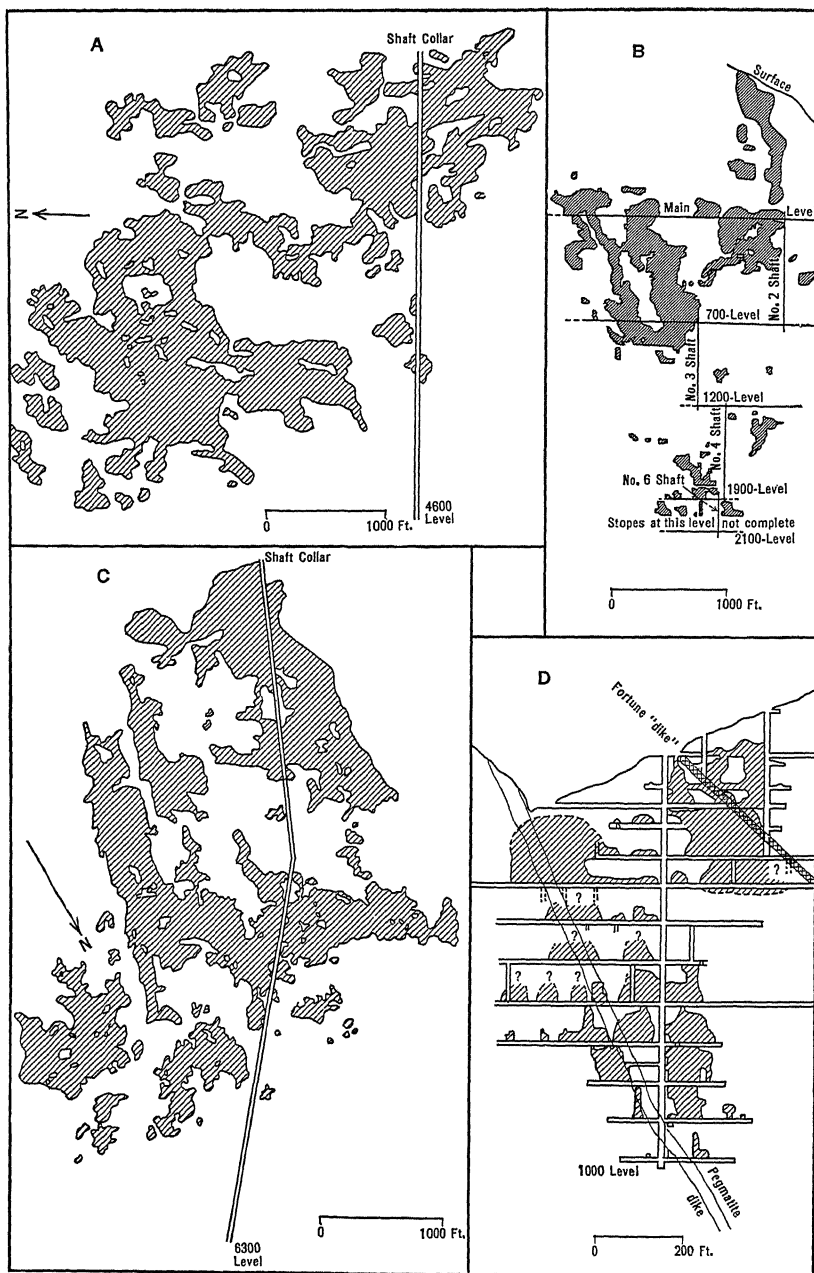 A
Shaft Collar
N
0 1000 Ft.
4600
Level
B
Surface
Main Leve
No. 2 Shaft
700-Level
No. 3 Shaft
1200-Level
No. 4 Shaft
No. 6 Shaft
1900-Level
Stopes at this level not complete
2100-Level
0 1000 Ft.
C
Shaft Collar
N
0 1000 Ft.
6300
Level
D
Fortune "dike"
?
?
?
? ?
? ? ? ?
1000 Level
Pegmatite
dike
0 200 Ft.